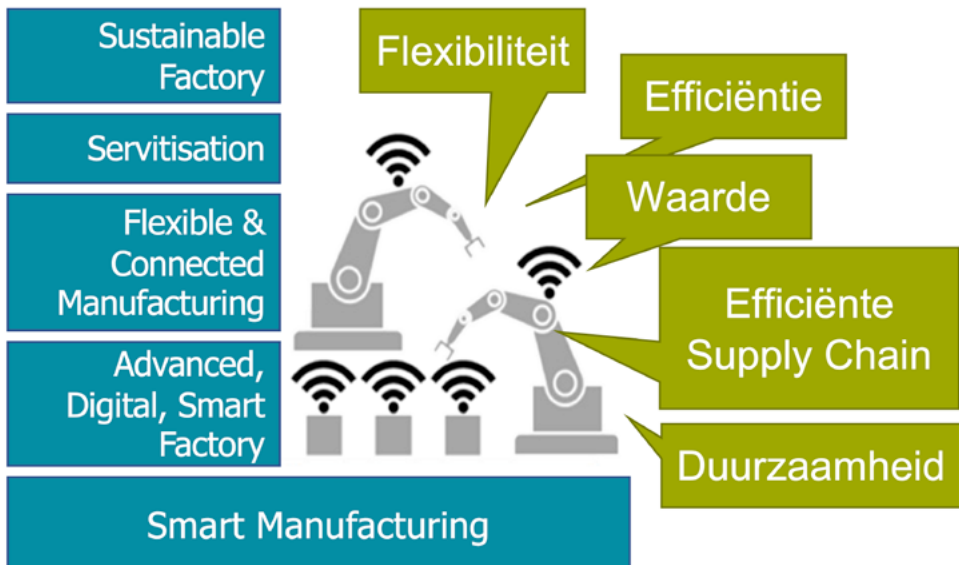 Sustainable
Factory
Servitisation
Flexible &
Connected
Manufacturing
Advanced,
Digital, Smart
Factory
Smart Manufacturing
Flexibiliteit
Efficiëntie
Waarde
Efficiënte
Supply Chain
Duurzaamheid